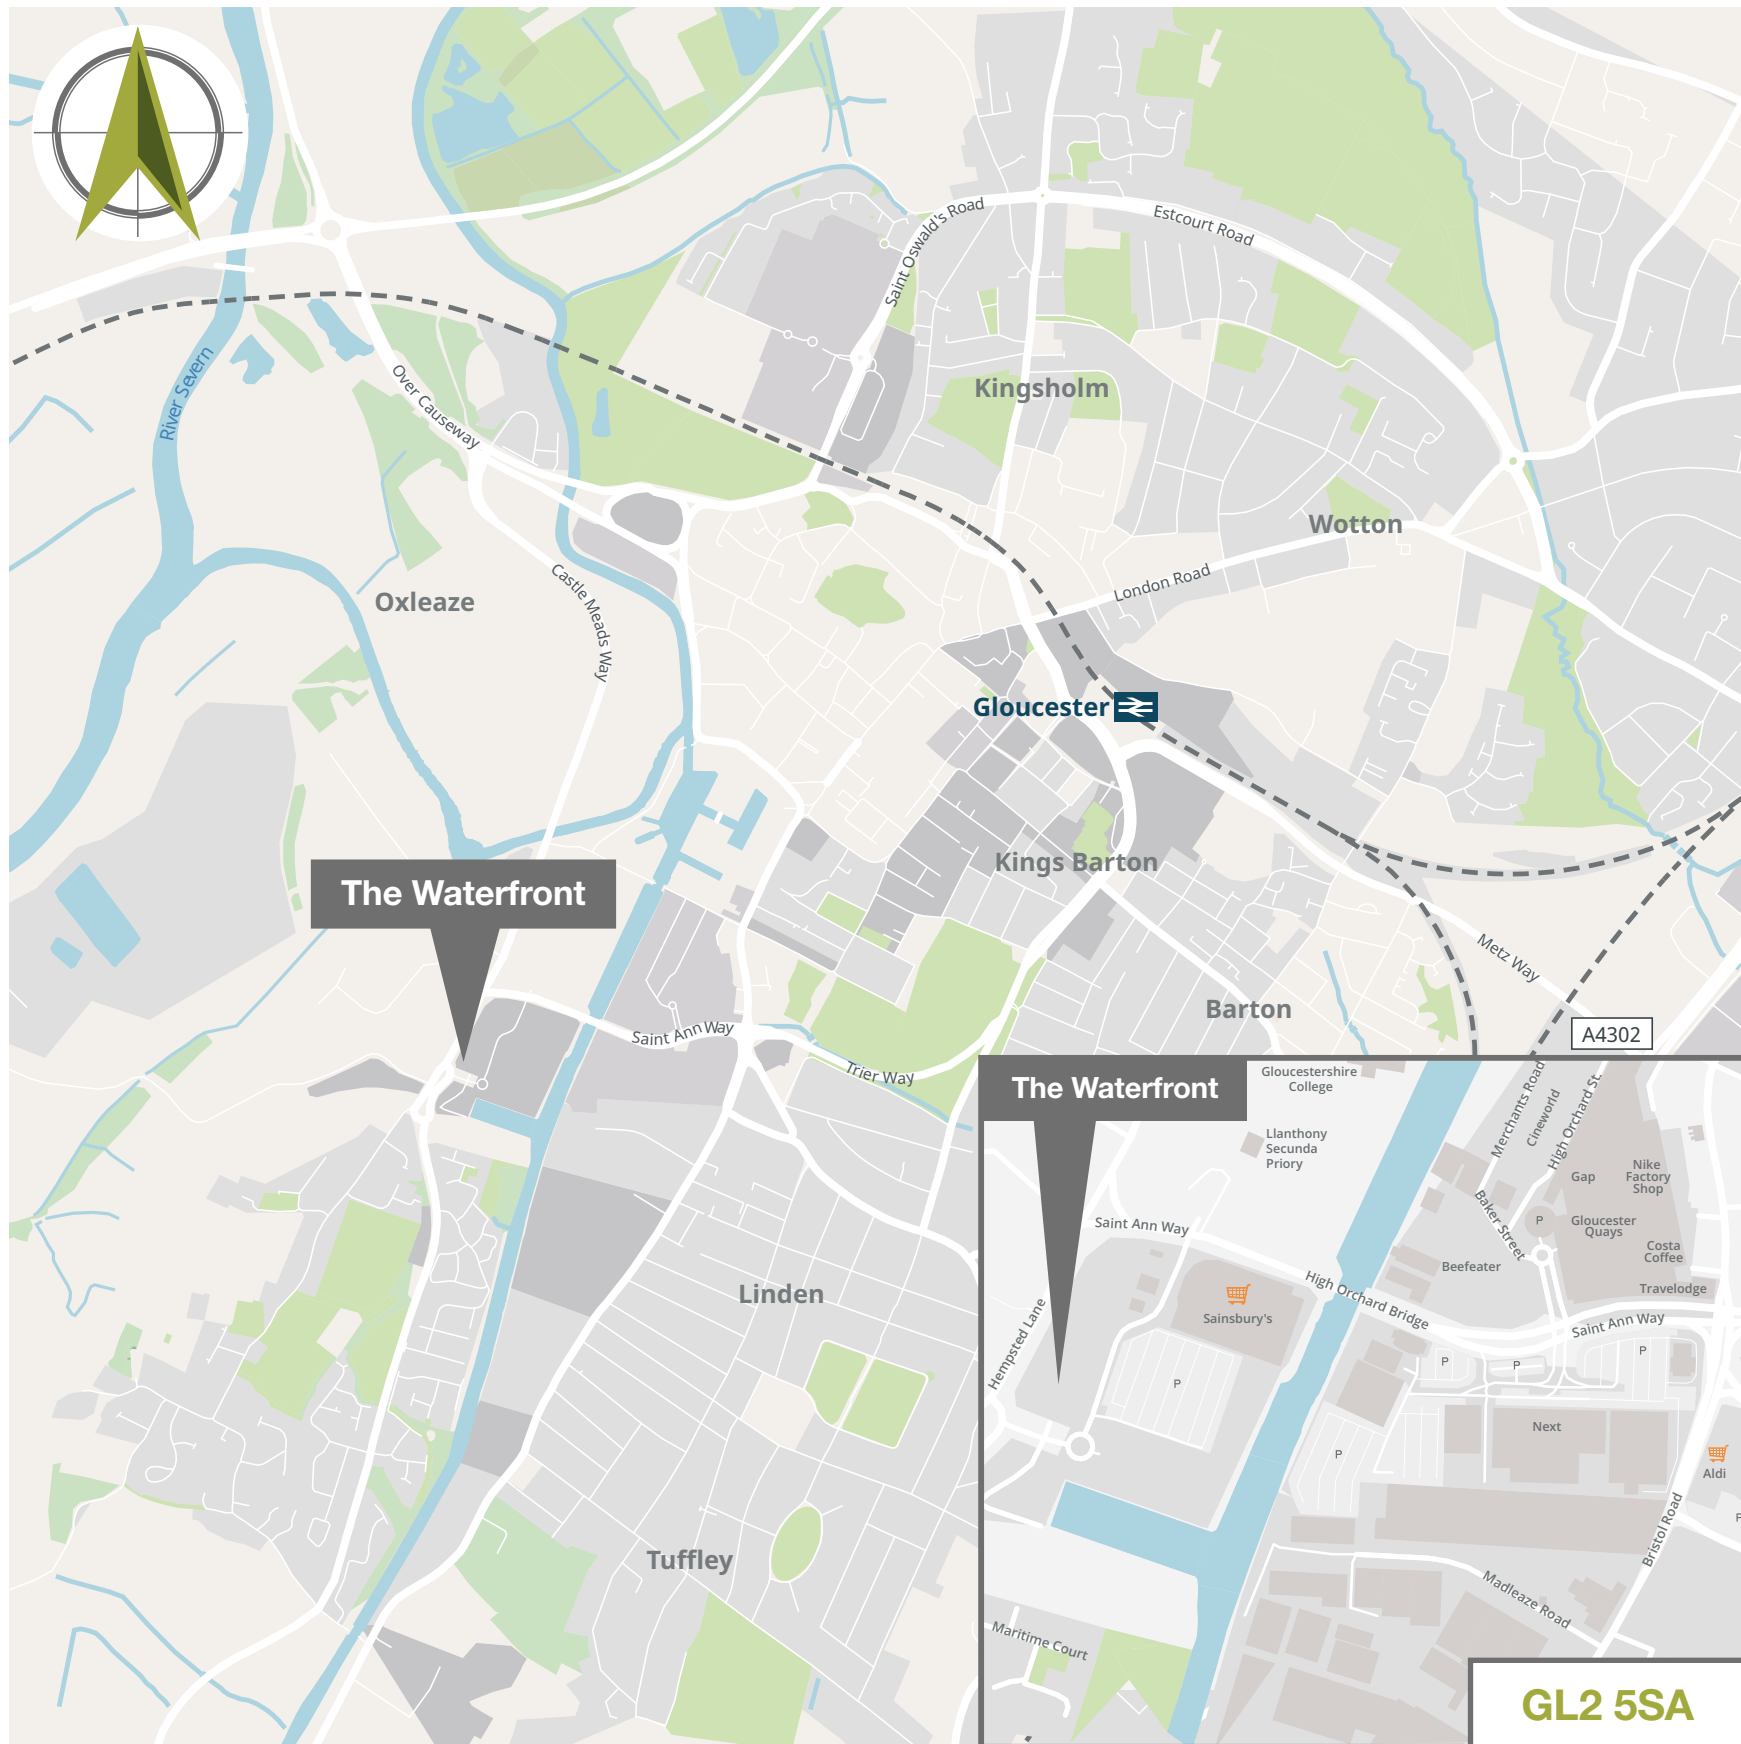 Saint Oswald's Road
Estcourt Road
River Severn
Over Causeway
Kingsholm
Wotton
Castle Meads Way
Oxleaze
London Road
Gloucester
Kings Barton
The Waterfront
Metz Way
Barton
A4302
Saint Ann Way
Trier Way
Linden
Tuffley
The Waterfront
Gloucestershire
College
Llanthony
Secunda
Priory
Merchants Road
Cineworld
High Orchard St.
Gap
Nike
Factory
Shop
Baker Street
P
Gloucester
Quays
Costa
Coffee
Saint Ann Way
Beefeater
Travelodge
High Orchard Bridge
Sainsbury's
Saint Ann Way
Hempsted Lane
P
P
P
P
Next
P
Aldi
P
Bristol Road
Madleaze Road
Maritime Court
GL2 5SA